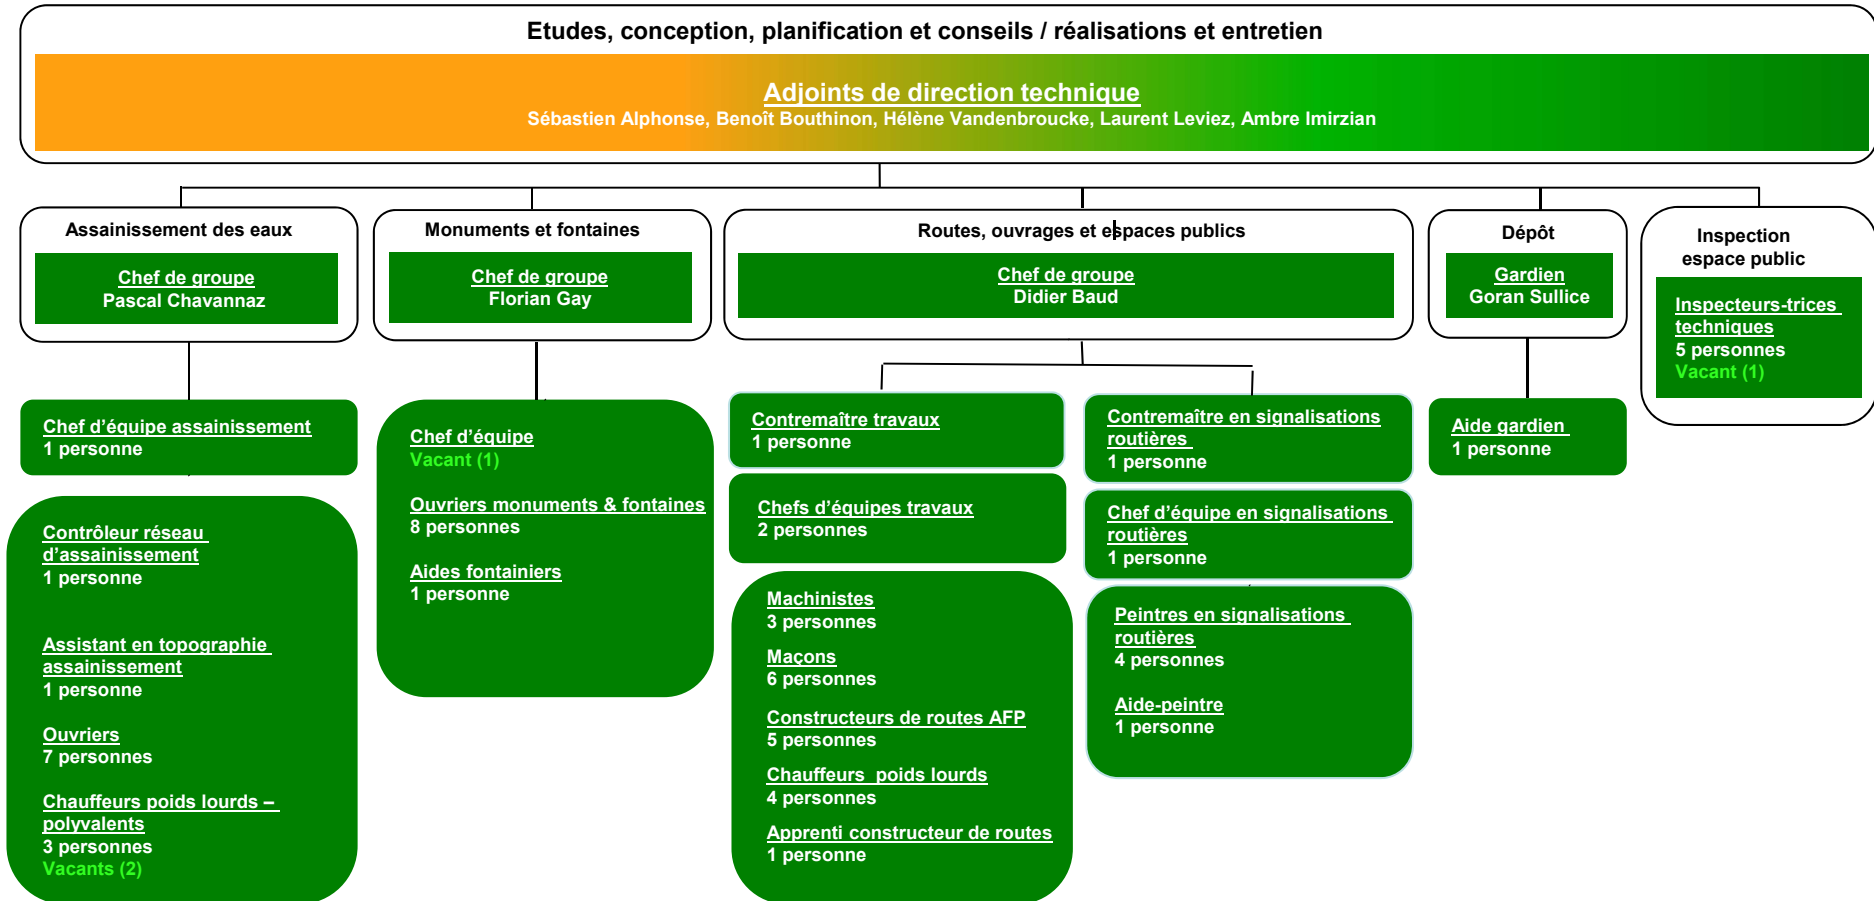 Etudes, conception, planification et conseils / réalisations et entretien
Adjoints de direction technique
Sébastien Alphonse, Benoît Bouthinon, Hélène Vandenbroucke, Laurent Leviez, Ambre Imirzian
Assainissement des eaux
Chef de groupe
Pascal Chavannaz
Monuments et fontaines
Chef de groupe
Florian Gay
Routes, ouvrages et espaces publics
Chef de groupe
Didier Baud
Dépôt
Gardien
Goran Sullice
Inspection
espace public
Inspecteurs-trices
techniques
5 personnes
Vacant (1)
Chef d’équipe assainissement
1 personne
Contrôleur réseau
d’assainissement
1 personne
Assistant en topographie
assainissement
1 personne
Ouvriers
7 personnes
Chauffeurs poids lourds –
polyvalents
3 personnes
Vacants (2)
Chef d’équipe
Vacant (1)
Ouvriers monuments & fontaines
8 personnes
Aides fontainiers
1 personne
Contremaître travaux
1 personne
Chefs d’équipes travaux
2 personnes
Machinistes
3 personnes
Maçons
6 personnes
Constructeurs de routes AFP
5 personnes
Chauffeurs  poids lourds
4 personnes
Apprenti constructeur de routes
1 personne
Contremaître en signalisations
routières
1 personne
Chef d’équipe en signalisations
routières
1 personne
Peintres en signalisations
routières
4 personnes
Aide-peintre
1 personne
Aide gardien
1 personne